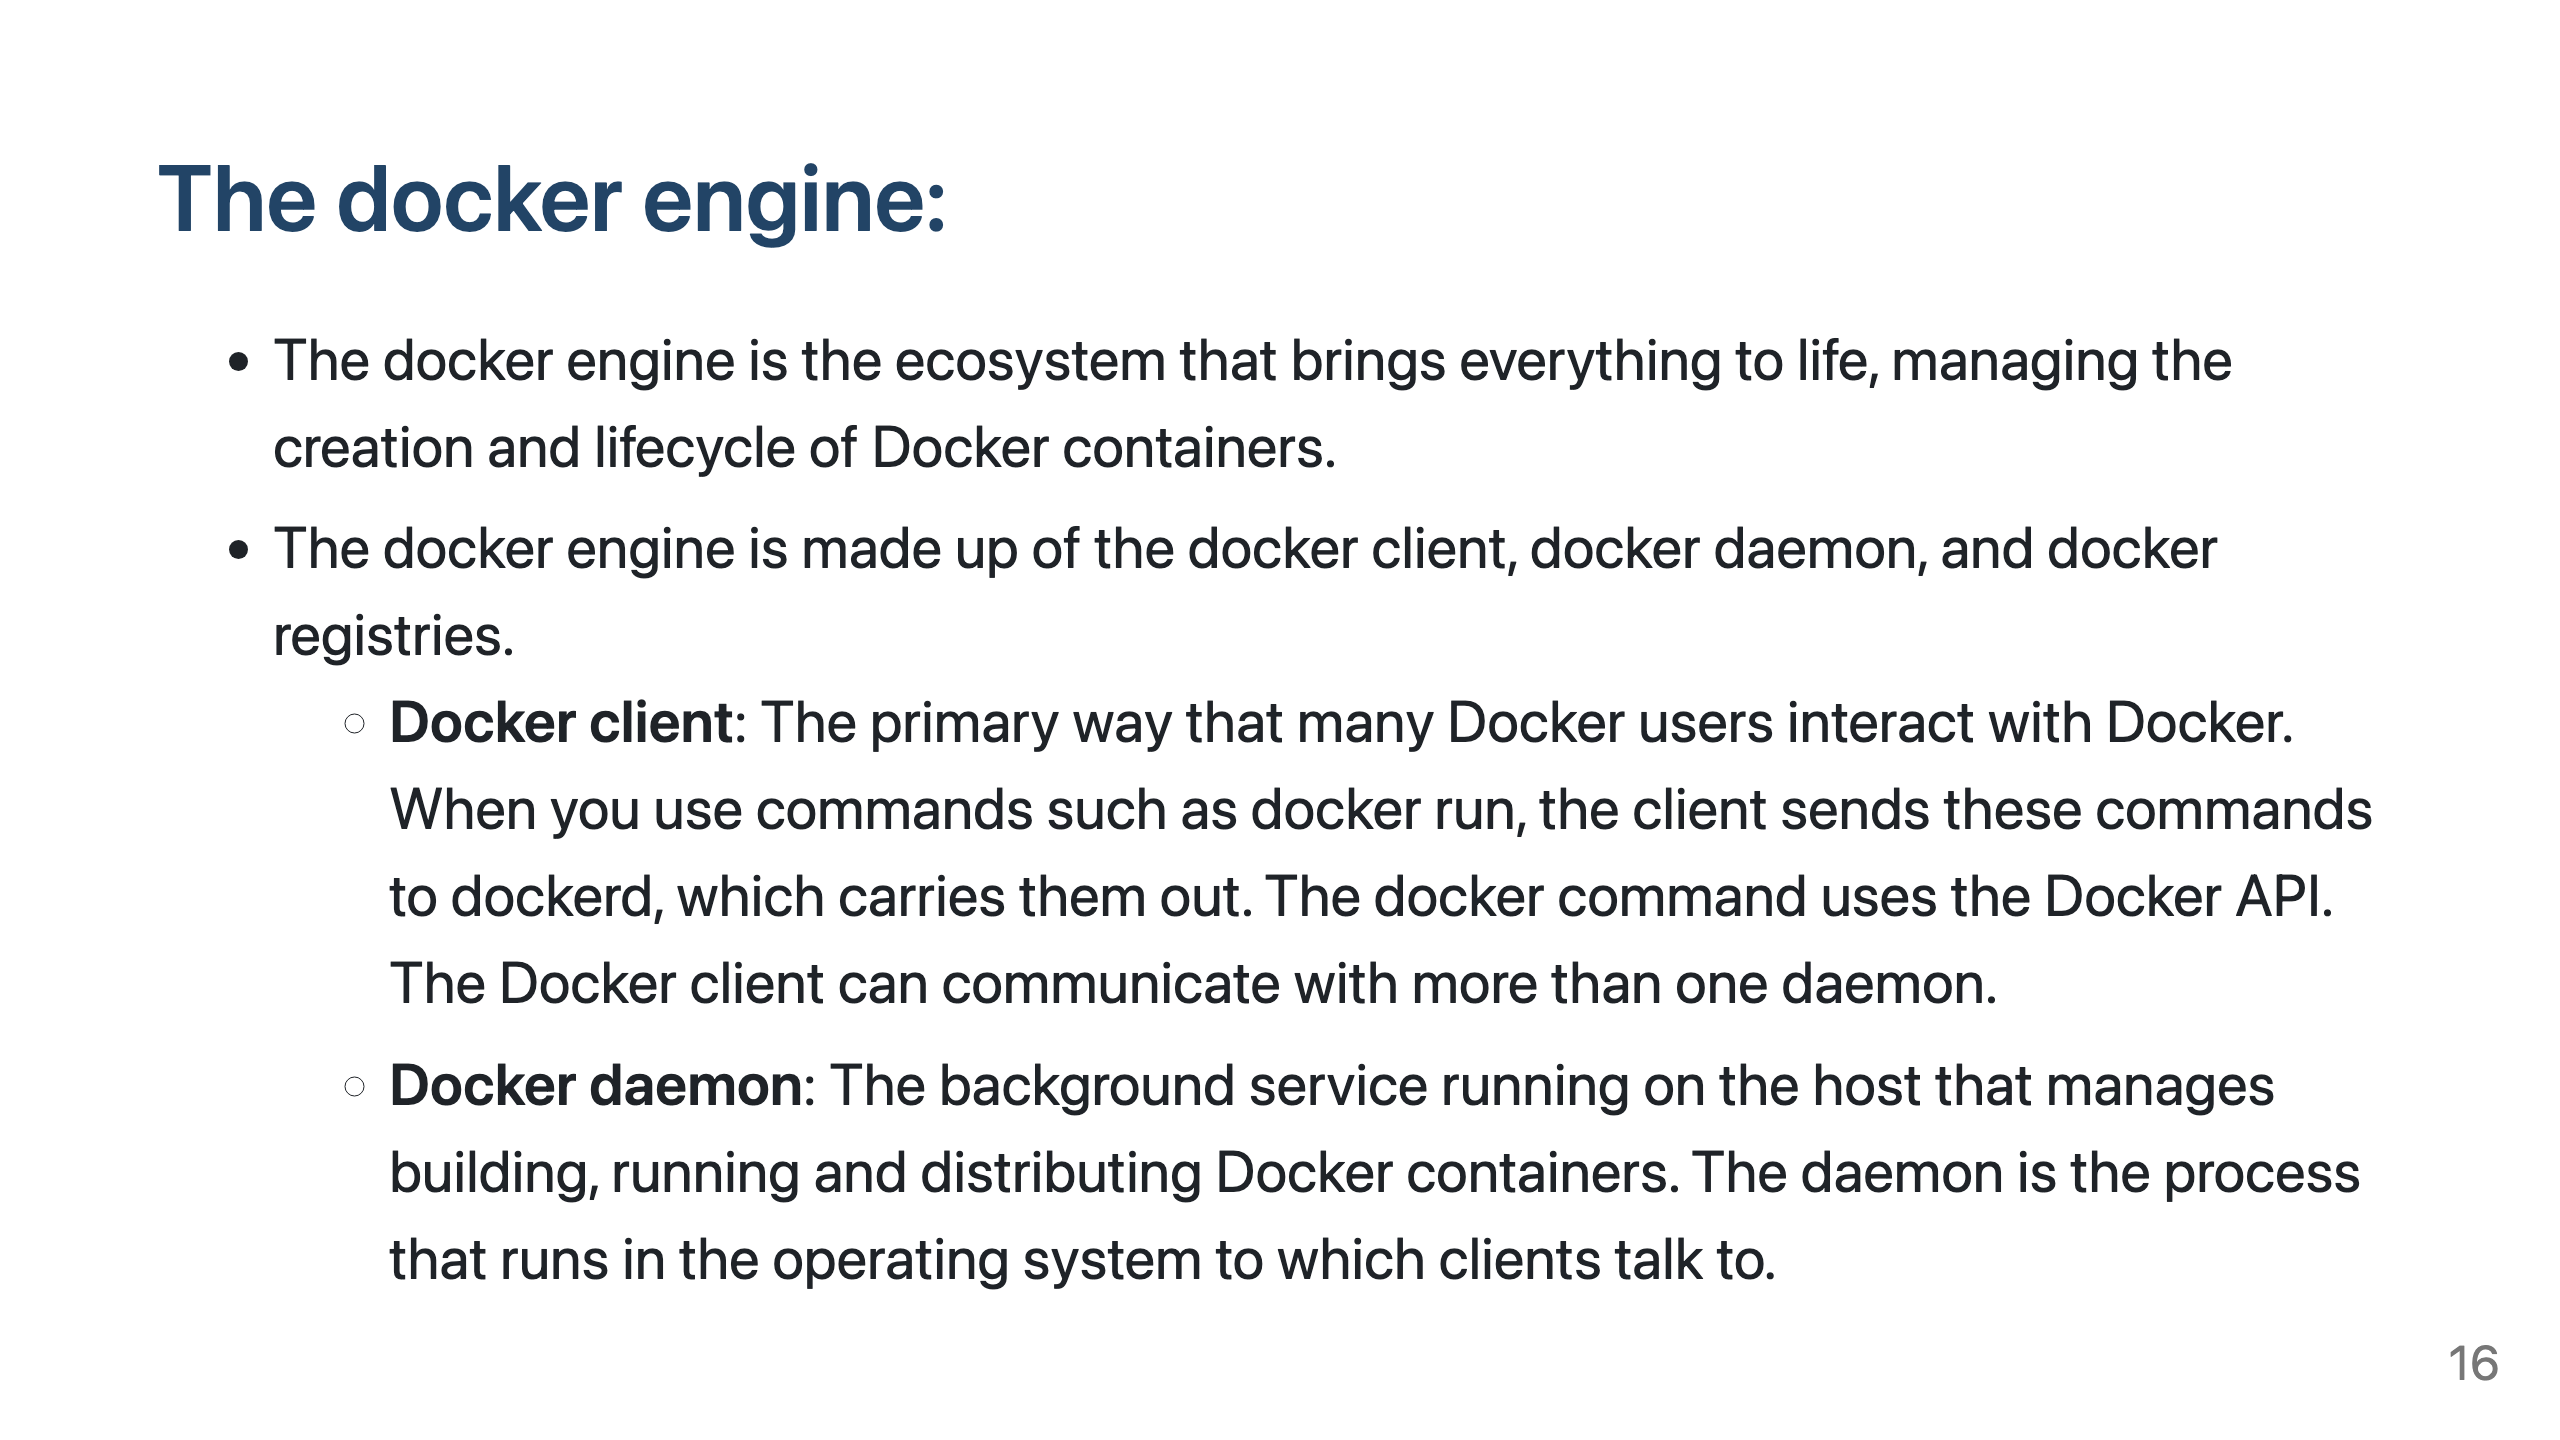 The docker engine:
• The docker engine is the ecosystem that brings everything to life, managing the
creation and lifecycle of Docker containers.
• The docker engine is made up of the docker client, docker daemon, and docker
registries.
○ Docker client: The primary way that many Docker users interact with Docker.
When you use commands such as docker run, the client sends these commands
to dockerd, which carries them out. The docker command uses the Docker API.
The Docker client can communicate with more than one daemon.
○ Docker daemon: The background service running on the host that manages
building, running and distributing Docker containers. The daemon is the process
that runs in the operating system to which clients talk to.
16